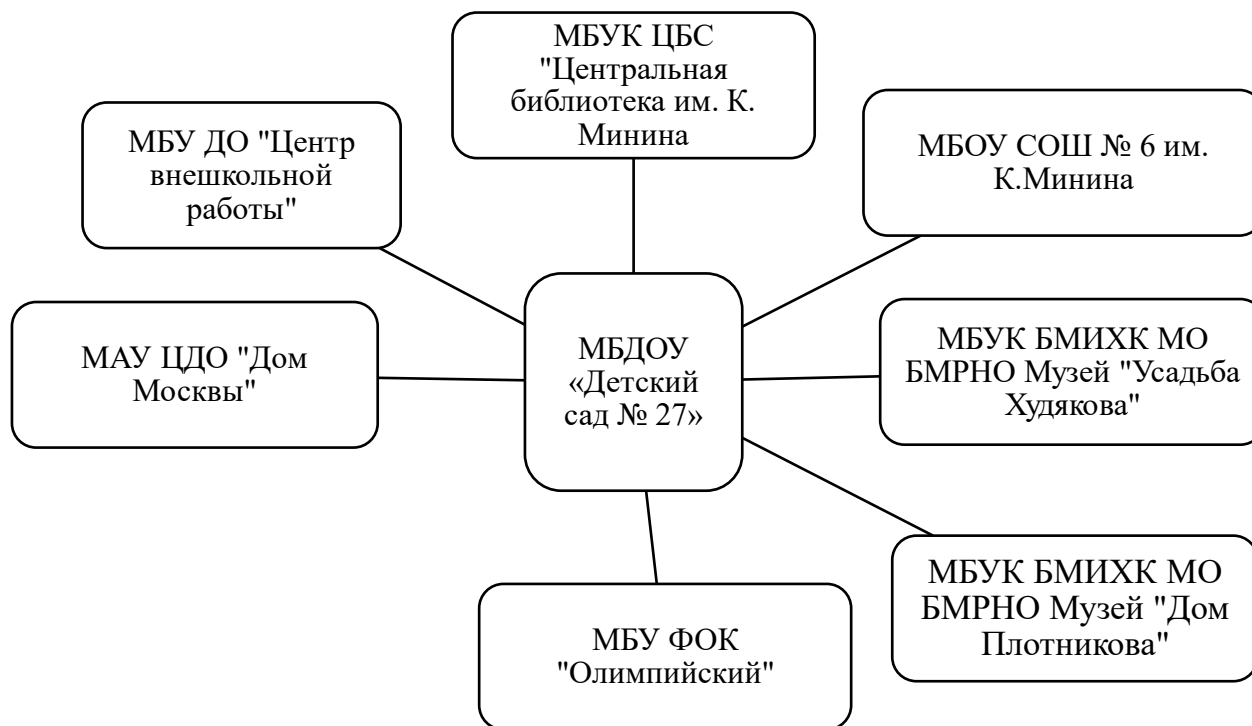 МБУК ЦБС
"Центральная
библиотека им. К.
Минина
МБУ ДО "Центр
внешкольной
работы"
МБОУ СОШ № 6 им.
К.Минина
МАУ ЦДО "Дом
Москвы"
МБДОУ
«Детский
сад № 27»
МБУК БМИХК МО
БМРНО Музей "Усадьба
Худякова"
МБУ ФОК
"Олимпийский"
МБУК БМИХК МО
БМРНО Музей "Дом
Плотникова"